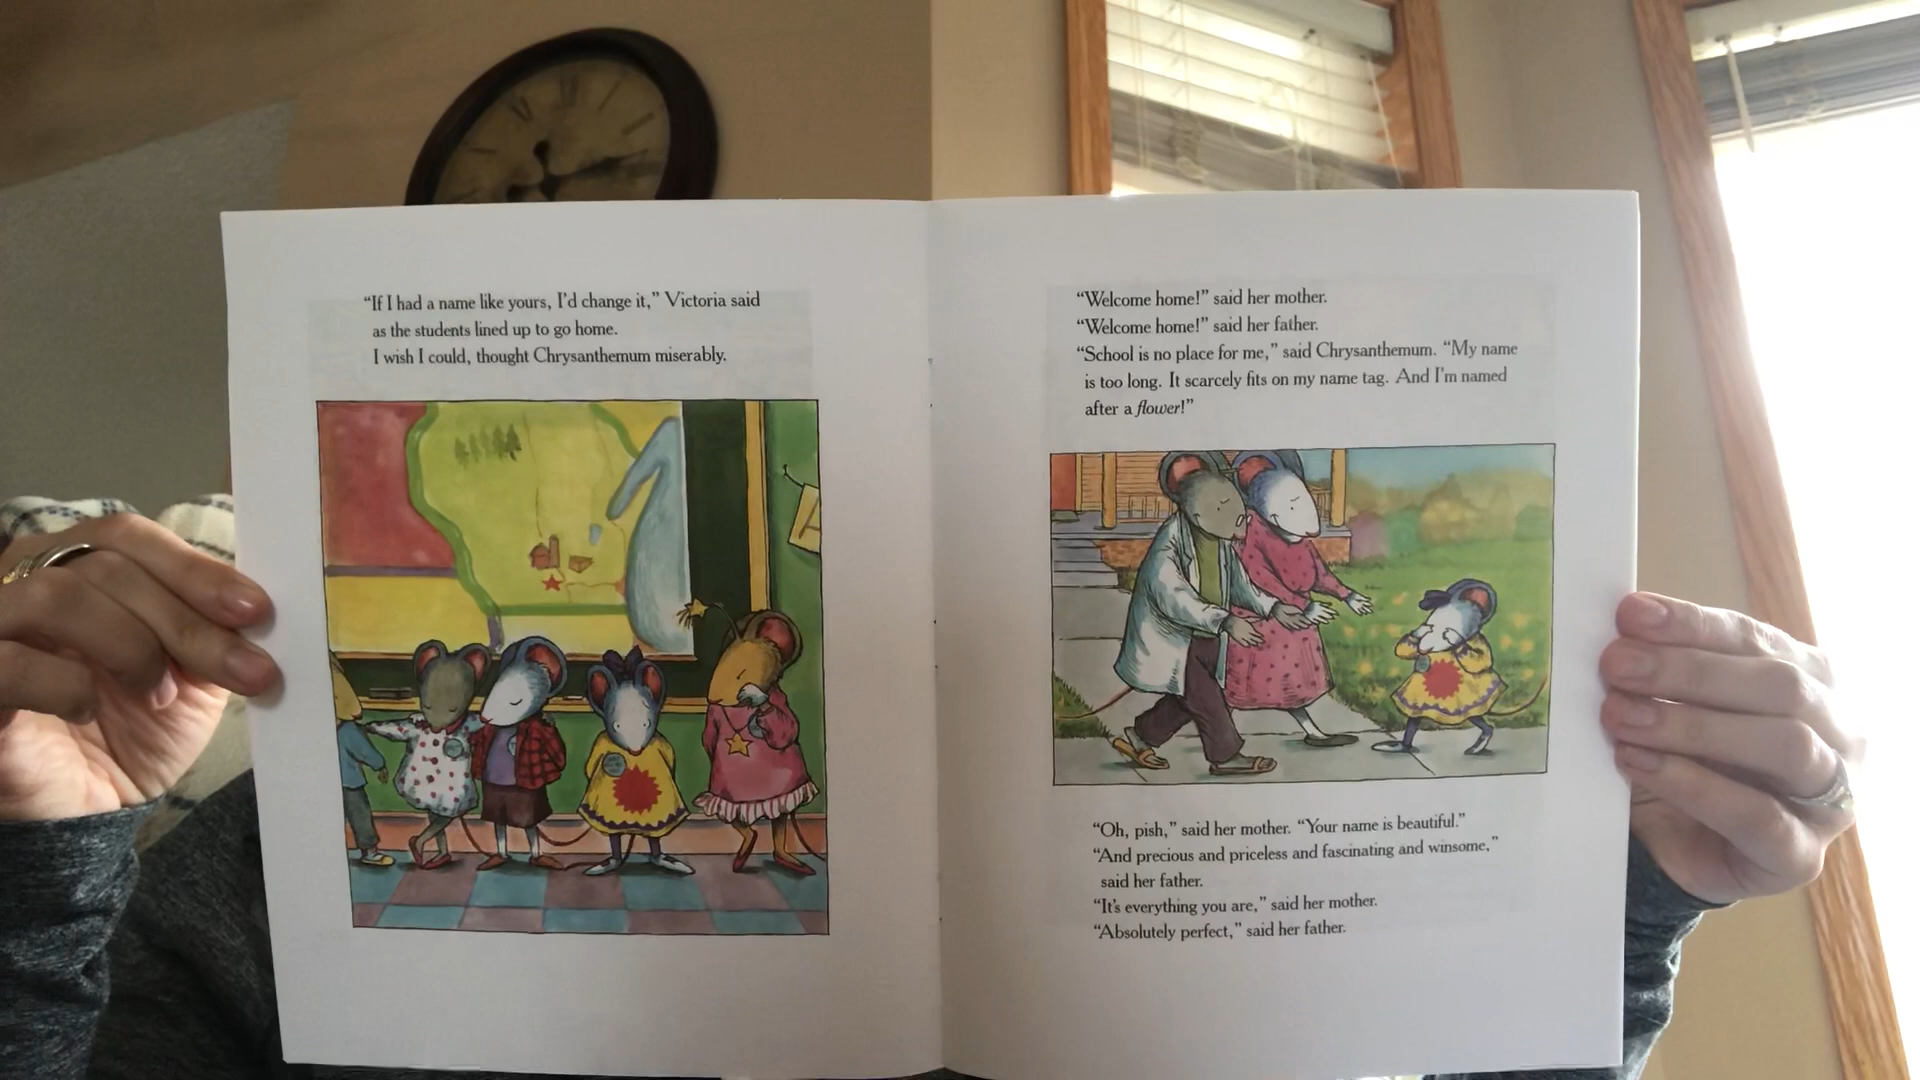 “If I had a name like yours, I’d change it,” Victoria said
as the students lined up to go home.
I wish I could, thought Chrysanthemum miserably.
“Welcome home!” said her mother.
“Welcome home!” said her father.
“School is no place for me,” said Chrysanthemum. “My name
is too long. It scarcely fits on my name tag. And I’m named
after a flower!”
“Oh, pish,” said her mother. “Your name is beautiful.”
“And precious and priceless and fascinating and winsome,”
said her father.
“It’s everything you are,” said her mother.
“Absolutely perfect,” said her father.